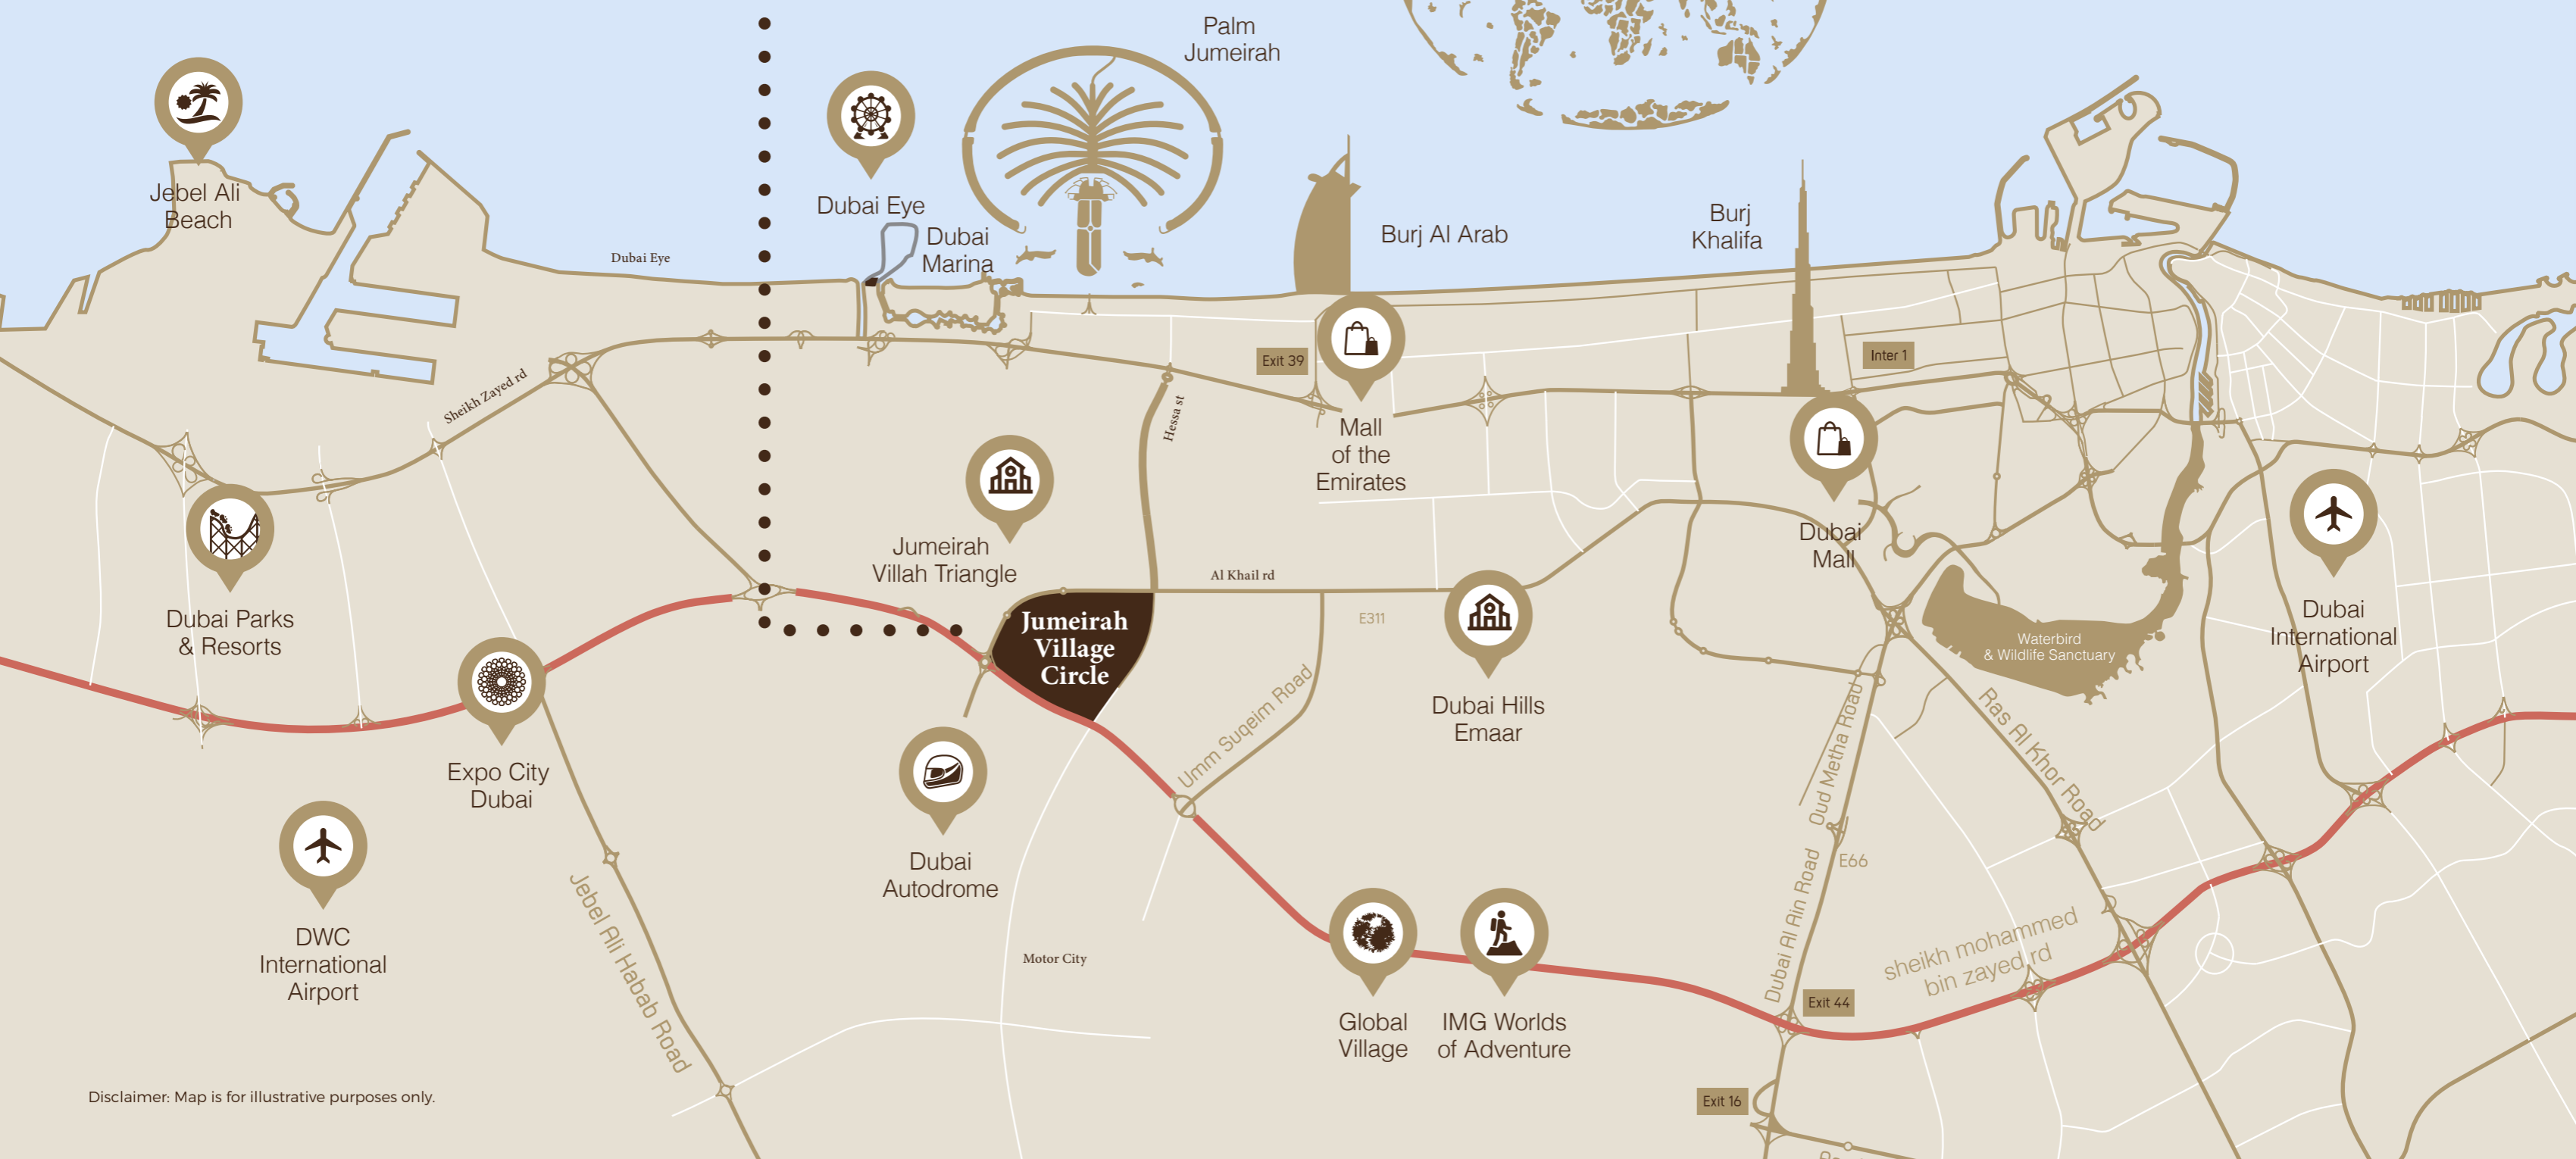 Palm
Jumeirah
Jebel Ali
Beach
Dubai Eye
Dubai
Marina
Burj Al Arab
Burj
Khalifa
Dubai Eye
Sheikh Zayed rd
Hessa st
Exit 39
Inter 1
Mall
of the
Emirates
Dubai
Mall
Jumeirah
Villah Triangle
Al Khail rd
E311
Dubai Parks
& Resorts
Jumeirah
Village
Circle
Waterbird
& Wildlife Sanctuary
Dubai
International
Airport
Umm Suqeim Road
Dubai Hills
Emaar
Oud Metha Road
Ras Al Khor Road
Expo City
Dubai
Dubai
Autodrome
E66
Dubai Al Ain Road
Jebel Ali Habab Road
DWC
International
Airport
Motor City
sheikh mohammed
bin zayed rd
Exit 44
Global
Village
IMG Worlds
of Adventure
Exit 16
Disclaimer: Map is for illustrative purposes only.